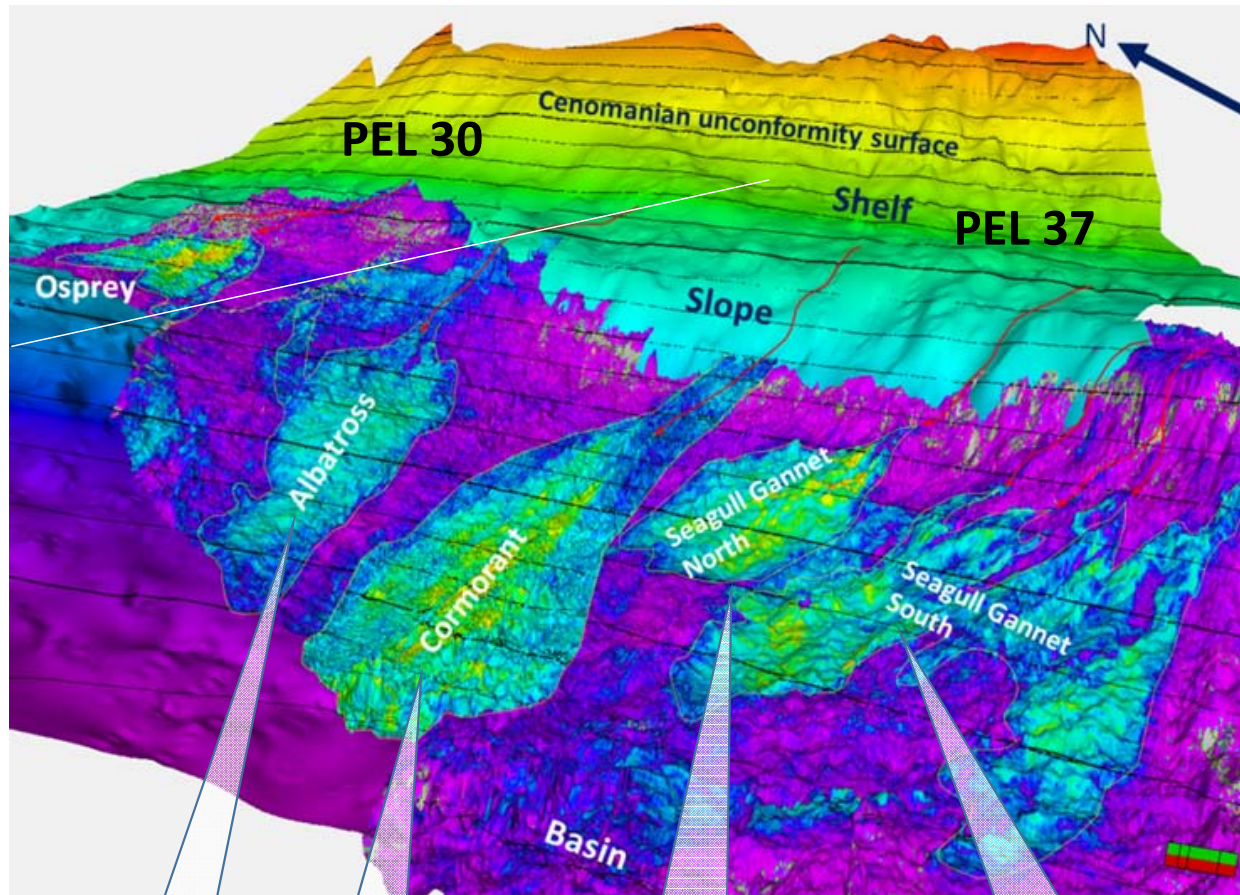 N
Cenomanian unconformity surface
PEL 30
Shelf
PEL 37
Osprey
Slope
Albatross
Cormorant
Seagull Gannet
North
Seagull Gannet
South
Basin